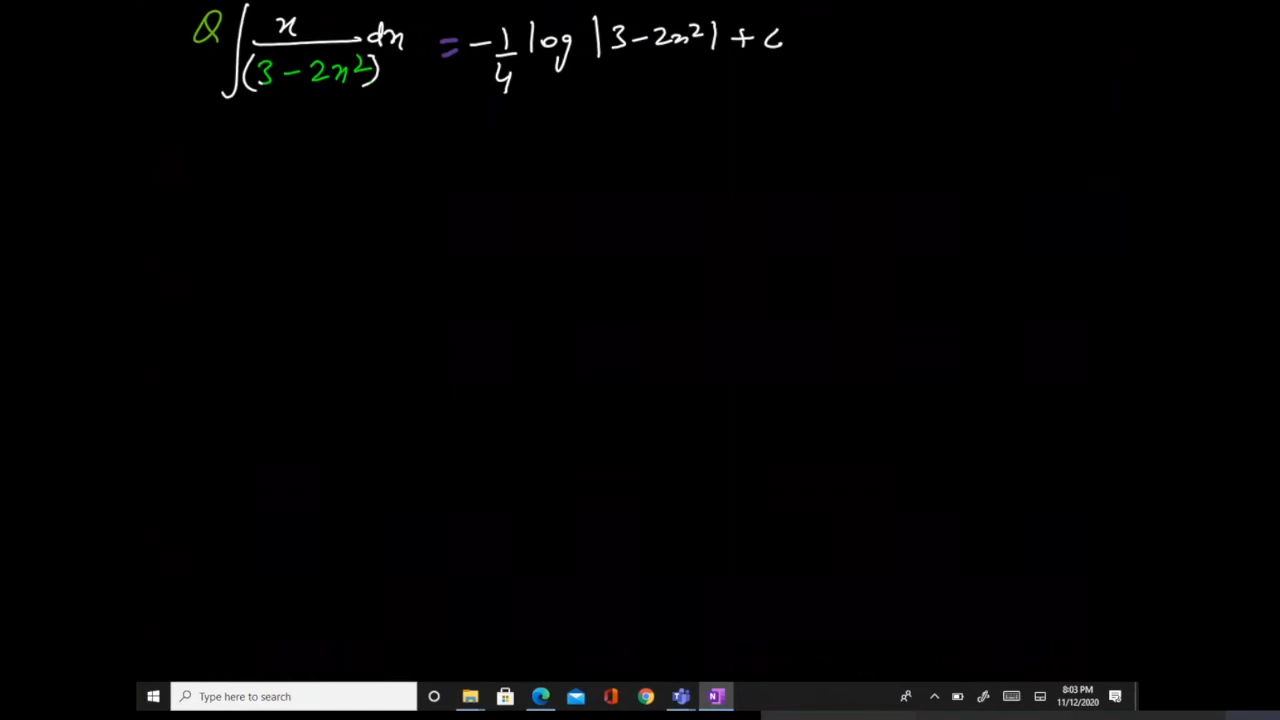 Q ∫ x/(3-2x²) dx = -1/4 log |3-2x²| + c
Type here to search
8:03 PM
11/12/2020